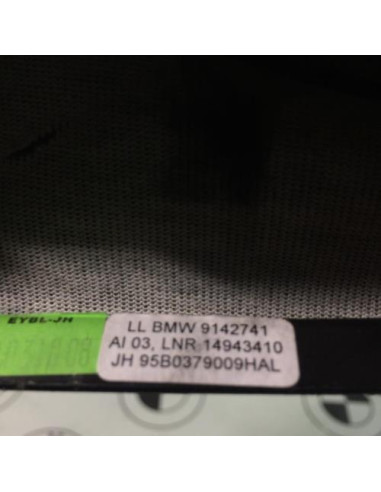 EYBL-JH
LL BMW 9142741
AI 03, LNR 14943410
JH 95B0379009HAL